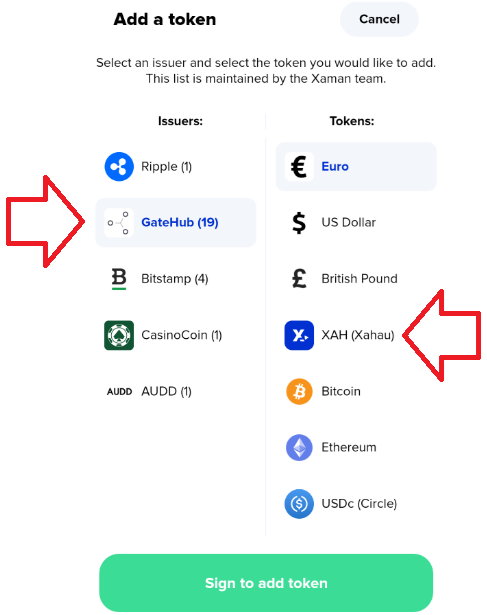 Add a token
Cancel
Select an issuer and select the token you would like to add.
This list is maintained by the Xaman team.
Issuers:
Ripple (1)
GateHub (19)
Bitstamp (4)
CasinoCoin (1)
AUDD
AUDD (1)
Tokens:
€ Euro
$ US Dollar
£ British Pound
XAH (Xahau)
Bitcoin
Ethereum
USDc (Circle)
Sign to add token